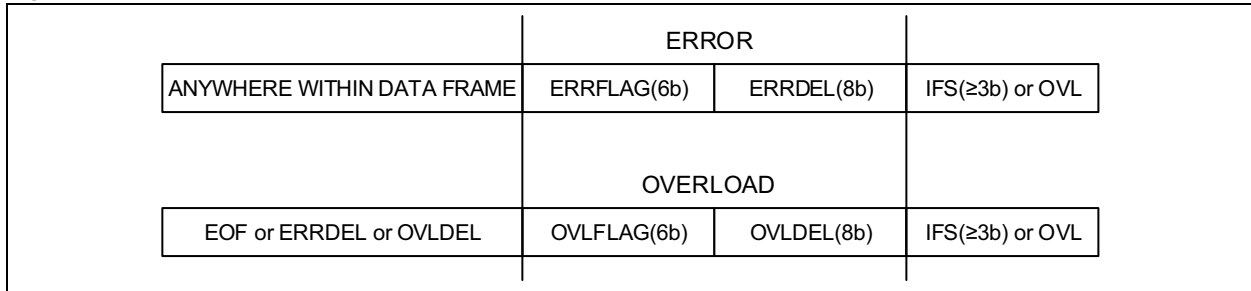 ERROR
ANYWHERE WITHIN DATA FRAME ERRFLAG(6b) ERRDEL(8b) IFS(≥3b) or OVL
OVERLOAD
EOF or ERRDEL or OVLDEL OVLFLAG(6b) OVLDEL(8b) IFS(≥3b) or OVL